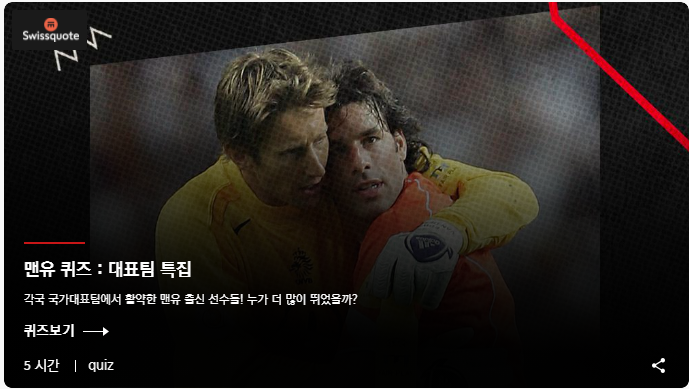 Swissquote
맨유 퀴즈 : 대표팀 특집
각국 국가대표팀에서 활약한 맨유 출신 선수들! 누가 더 많이 뛰었을까?
퀴즈보기
5 시간 | quiz